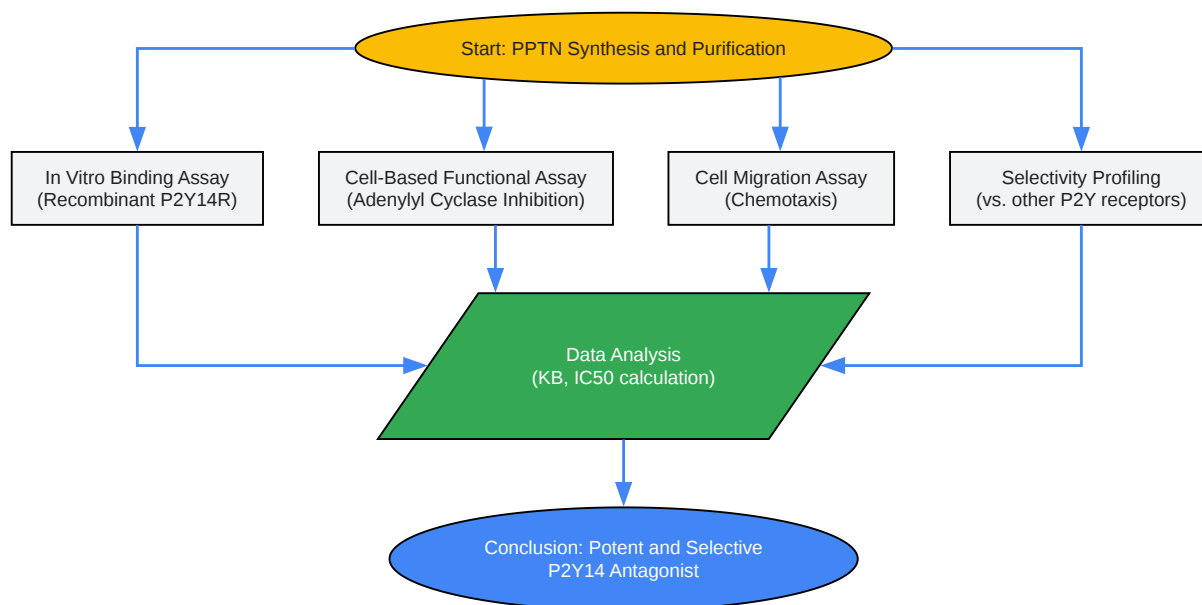 Start: PPTN Synthesis and Purification
In Vitro Binding Assay
(Recombinant P2Y14R)
Cell-Based Functional Assay
(Adenylyl Cyclase Inhibition)
Cell Migration Assay
(Chemotaxis)
Selectivity Profiling
(vs. other P2Y receptors)
Data Analysis
(KB, IC50 calculation)
Conclusion: Potent and Selective
P2Y14 Antagonist